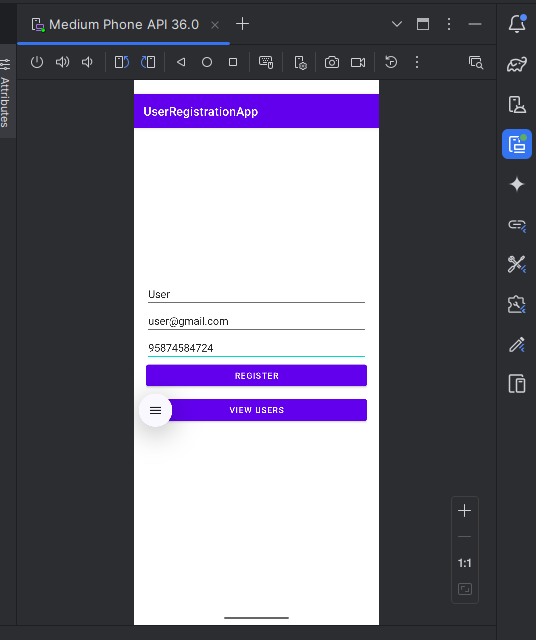 Medium Phone API 36.0
Attributes
UserRegistrationApp
User
user@gmail.com
95874584724
REGISTER
VIEW USERS
1:1